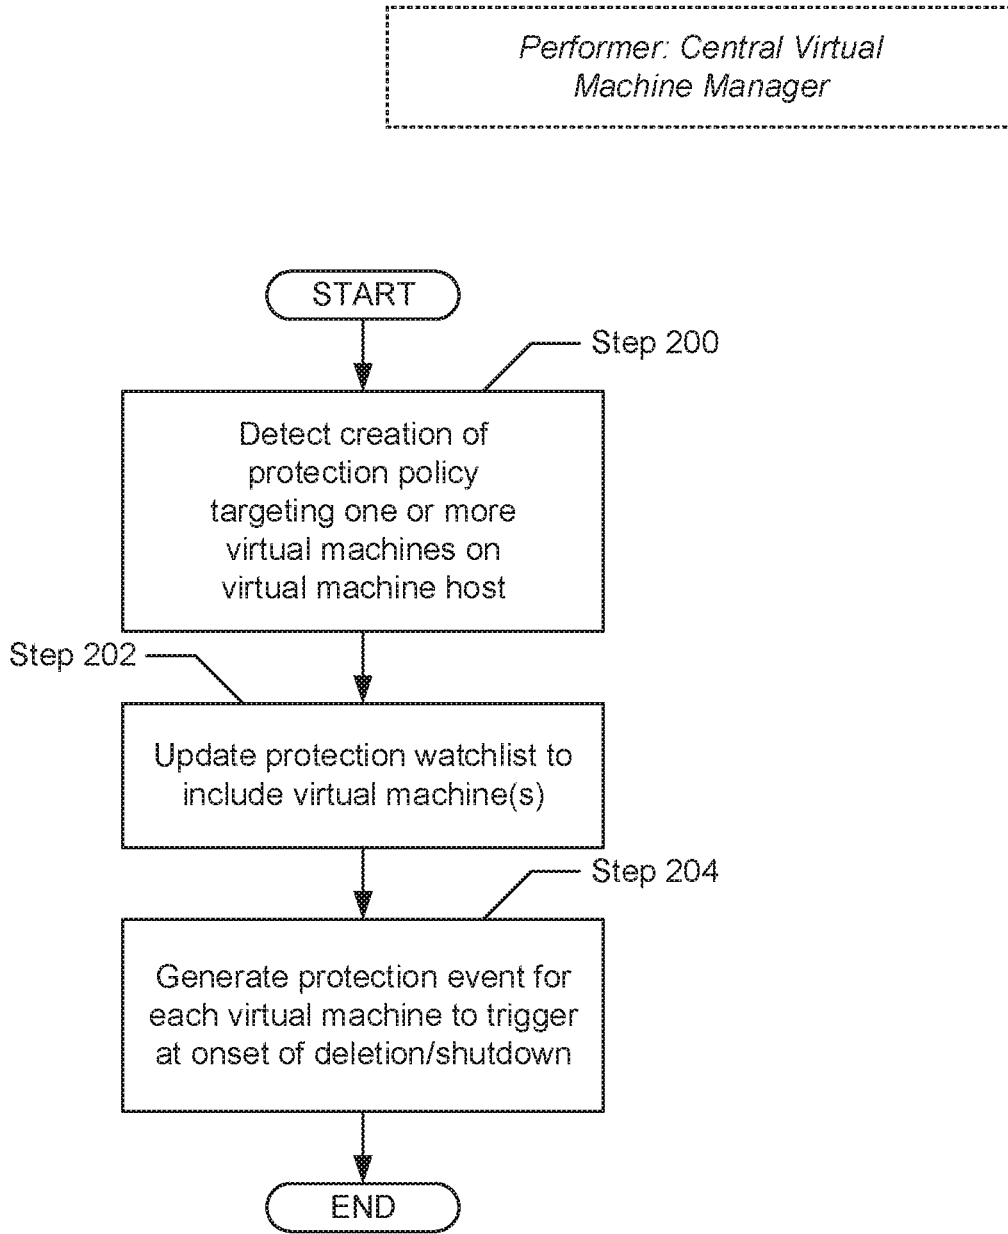 Performer: Central Virtual
Machine Manager
START
Step 200
Detect creation of
protection policy
targeting one or more
virtual machines on
virtual machine host
Step 202
Update protection watchlist to
include virtual machine(s)
Step 204
Generate protection event for
each virtual machine to trigger
at onset of deletion/shutdown
END